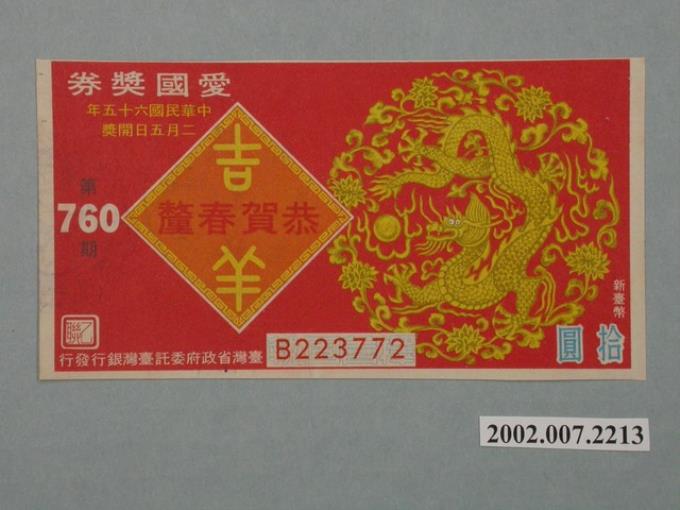 愛國獎券
中華民國六十五年
二月五日開獎
第
760
期
吉
恭賀春釐
羊
聯乙
新臺幣
拾圓
臺灣省政府委託臺灣銀行發行
B223772
2002.007.2213